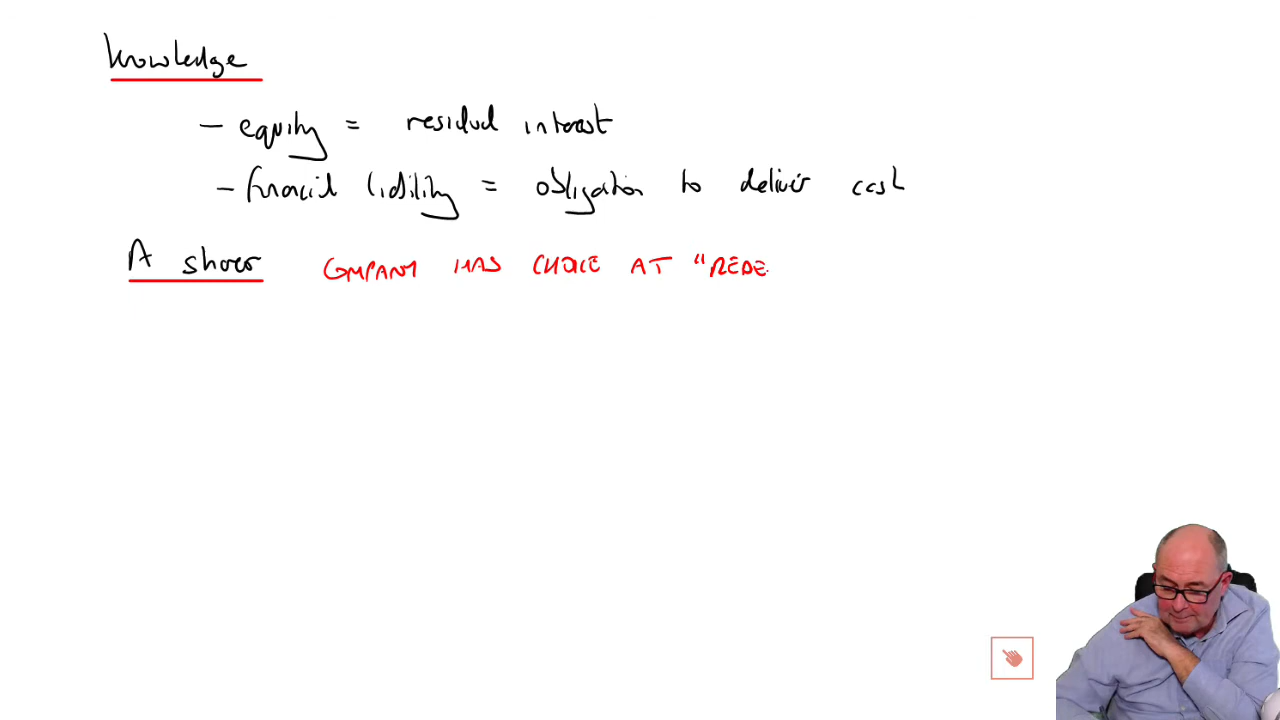 Knowledge
- equity = residual interest
- financial liability = obligation to deliver cash
A shares COMPANY HAS CHOICE AT "REDE